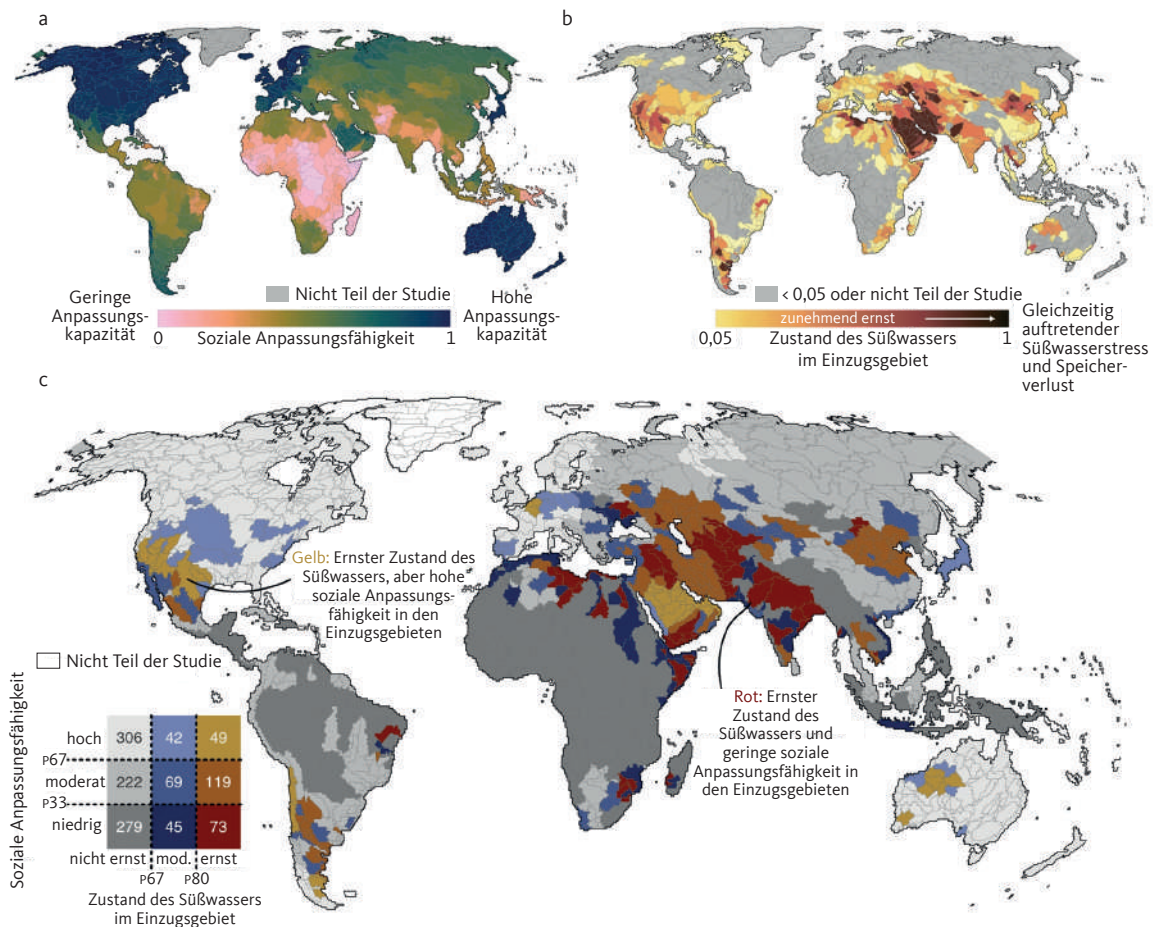 a
Geringe
Anpassungs-
kapazität
Nicht Teil der Studie
0
Soziale Anpassungsfähigkeit
1
Hohe
Anpassungs-
kapazität
b
< 0,05 oder nicht Teil der Studie
zunehmend ernst
0,05
Zustand des Süßwassers
im Einzugsgebiet
1
Gleichzeitig
auftretender
Süßwasserstress
und Speicher-
verlust
c
Gelb: Ernster Zustand des
Süßwassers, aber hohe
soziale Anpassungs-
fähigkeit in den
Einzugsgebieten
Rot: Ernster
Zustand des
Süßwassers und
geringe soziale
Anpassungsfähigkeit in
den Einzugsgebieten
Nicht Teil der Studie
Soziale Anpassungsfähigkeit
hoch 306 42 49
P67
moderat 222 69 119
P33
niedrig 279 45 73
nicht ernst mod. ernst
P67 P80
Zustand des Süßwassers
im Einzugsgebiet